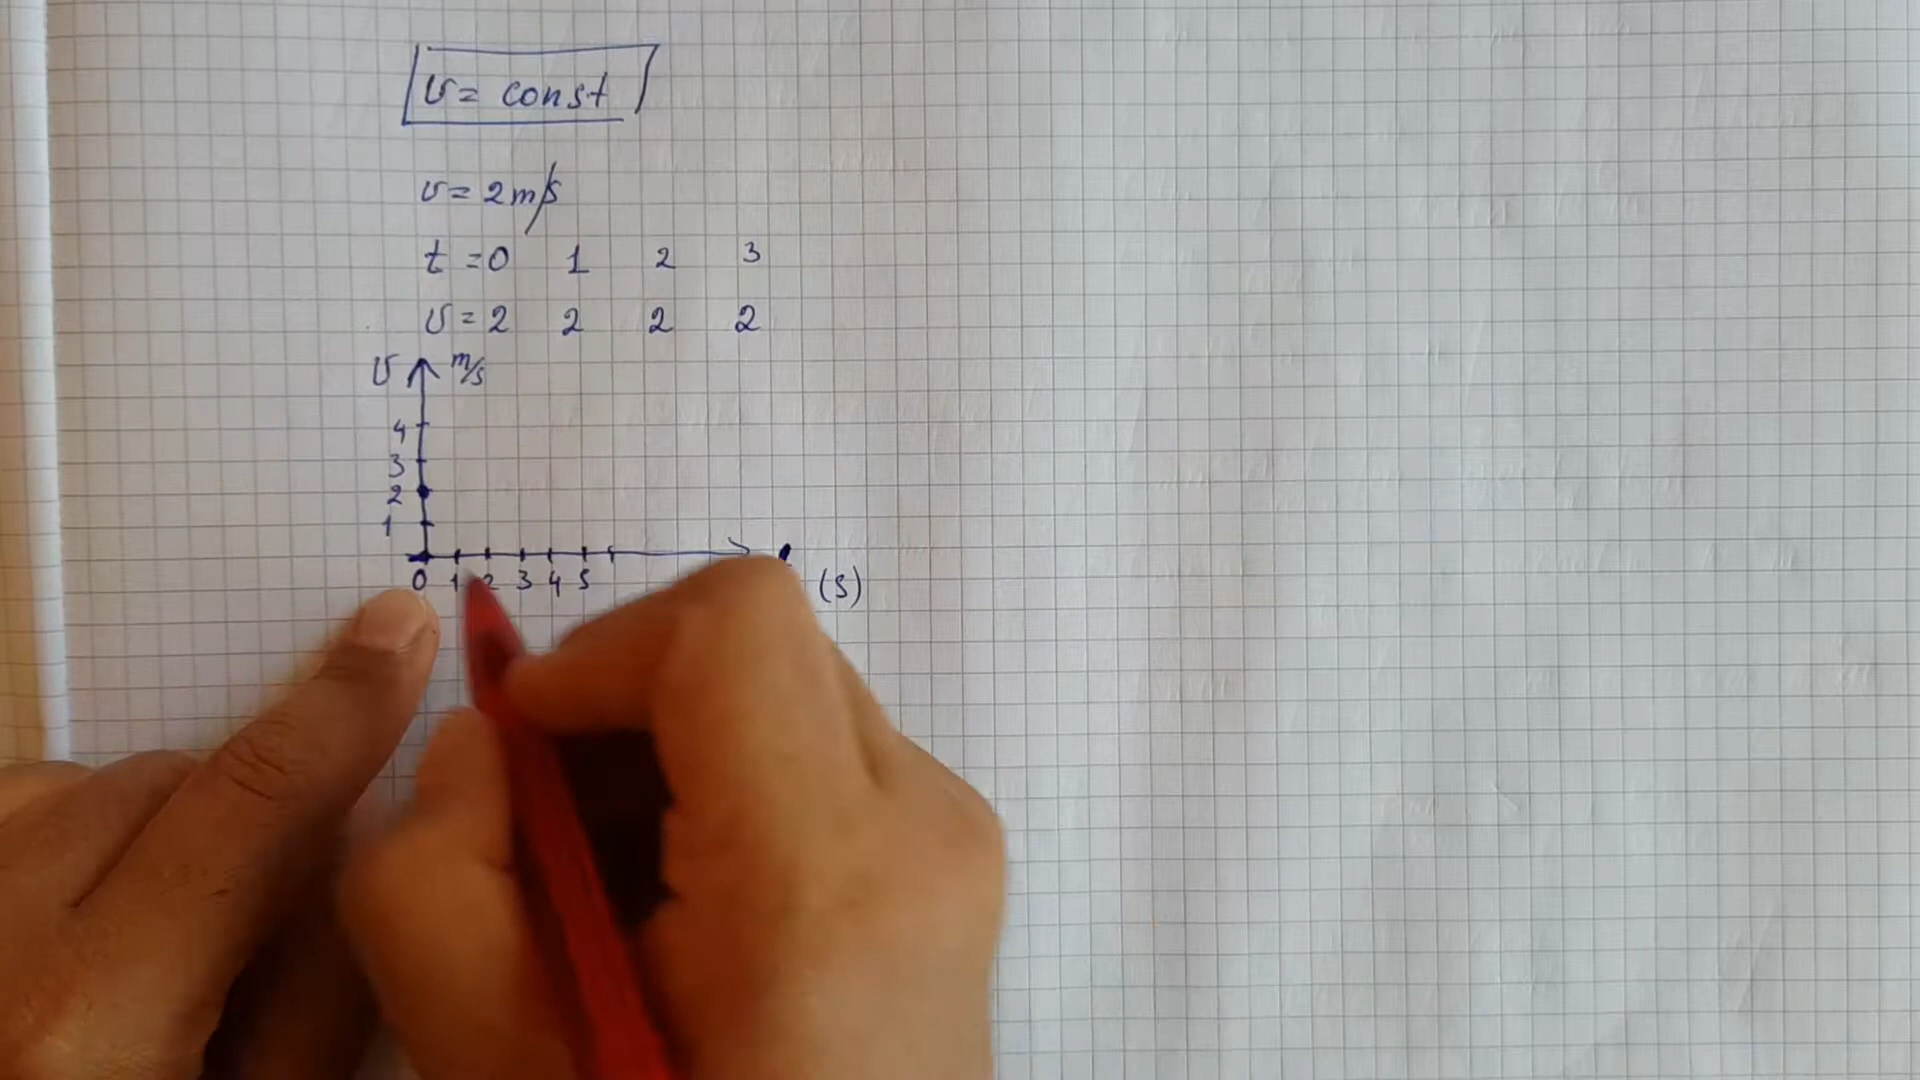 v = const
v = 2 m/s
t = 0 1 2 3
v = 2 2 2 2
v m/s
4
3
2
1
0 1 2 3 4 5
(s)